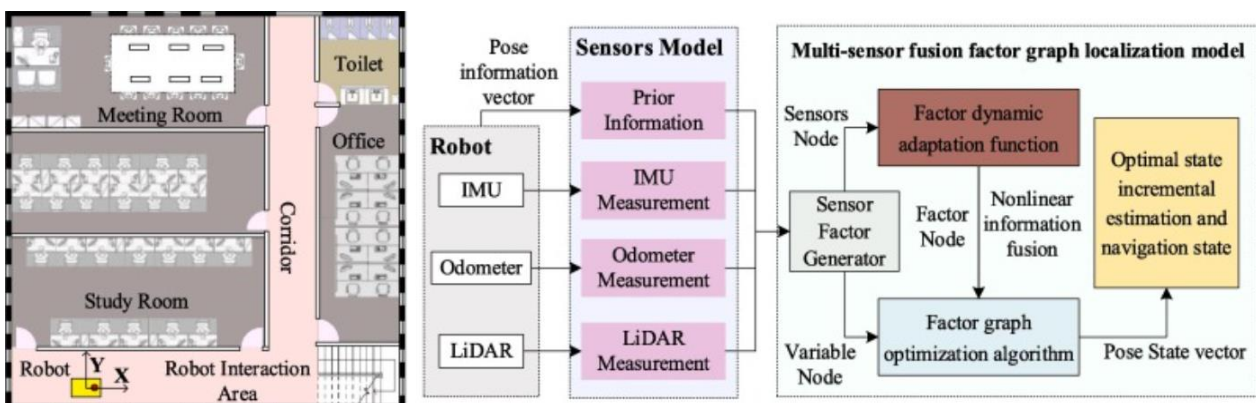 Meeting Room
Toilet
Office
Corridor
Study Room
Robot
Y
X
Robot Interaction
Area
Pose
information
vector
Robot
IMU
Odometer
LiDAR
Sensors Model
Prior
Information
IMU
Measurement
Odometer
Measurement
LiDAR
Measurement
Multi-sensor fusion factor graph localization model
Sensors
Node
Sensor
Factor
Generator
Variable
Node
Factor dynamic
adaptation function
Factor
Node
Nonlinear
information
fusion
Factor graph
optimization algorithm
Pose State vector
Optimal state
incremental
estimation and
navigation state